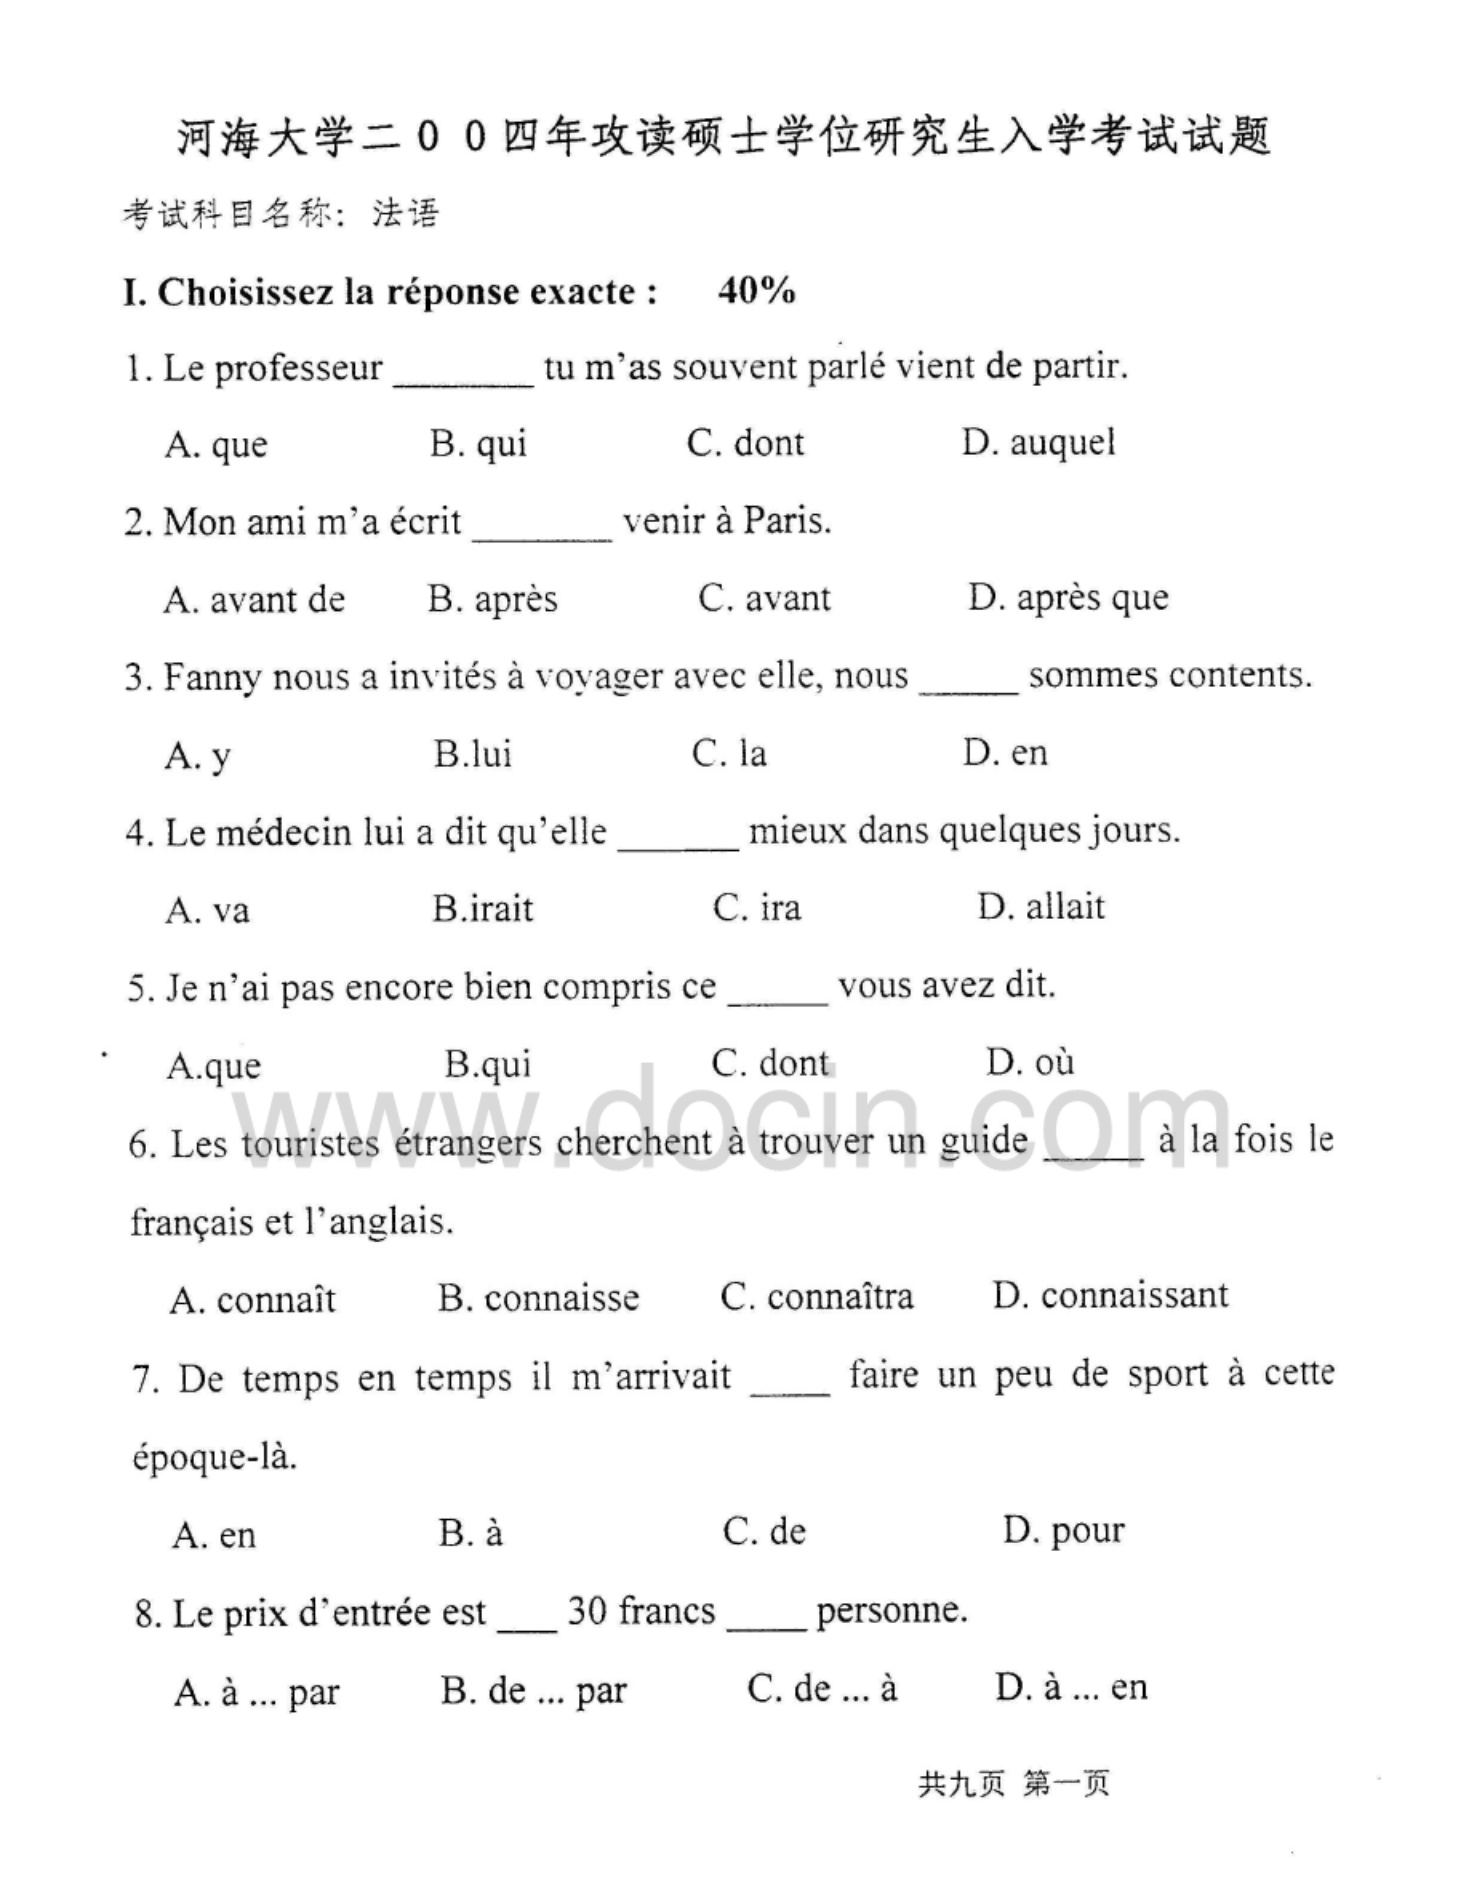 河海大学二００四年攻读硕士学位研究生入学考试试题
考试科目名称：法语
I. Choisissez la réponse exacte : 40%
1. Le professeur _______ tu m’as souvent parlé vient de partir.
A. que B. qui C. dont D. auquel
2. Mon ami m’a écrit _______ venir à Paris.
A. avant de B. après C. avant D. après que
3. Fanny nous a invités à voyager avec elle, nous _____ sommes contents.
A. y B.lui C. la D. en
4. Le médecin lui a dit qu’elle ______ mieux dans quelques jours.
A. va B.irait C. ira D. allait
5. Je n’ai pas encore bien compris ce _____ vous avez dit.
A.que B.qui C. dont D. où
www.docin.com
6. Les touristes étrangers cherchent à trouver un guide _____ à la fois le
français et l’anglais.
A. connaît B. connaisse C. connaîtra D. connaissant
7. De temps en temps il m’arrivait ____ faire un peu de sport à cette
époque-là.
A. en B. à C. de D. pour
8. Le prix d’entrée est ___ 30 francs ____ personne.
A. à ... par B. de ... par C. de ... à D. à ... en
共九页 第一页